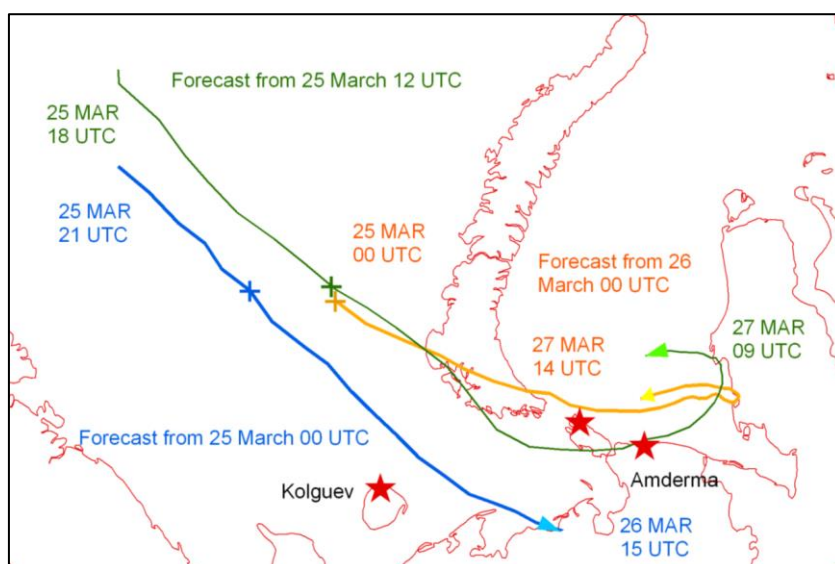 Forecast from 25 March 12 UTC
25 MAR
18 UTC
25 MAR
21 UTC
25 MAR
00 UTC
Forecast from 26
March 00 UTC
27 MAR
09 UTC
27 MAR
14 UTC
Forecast from 25 March 00 UTC
Kolguev
Amderma
26 MAR
15 UTC